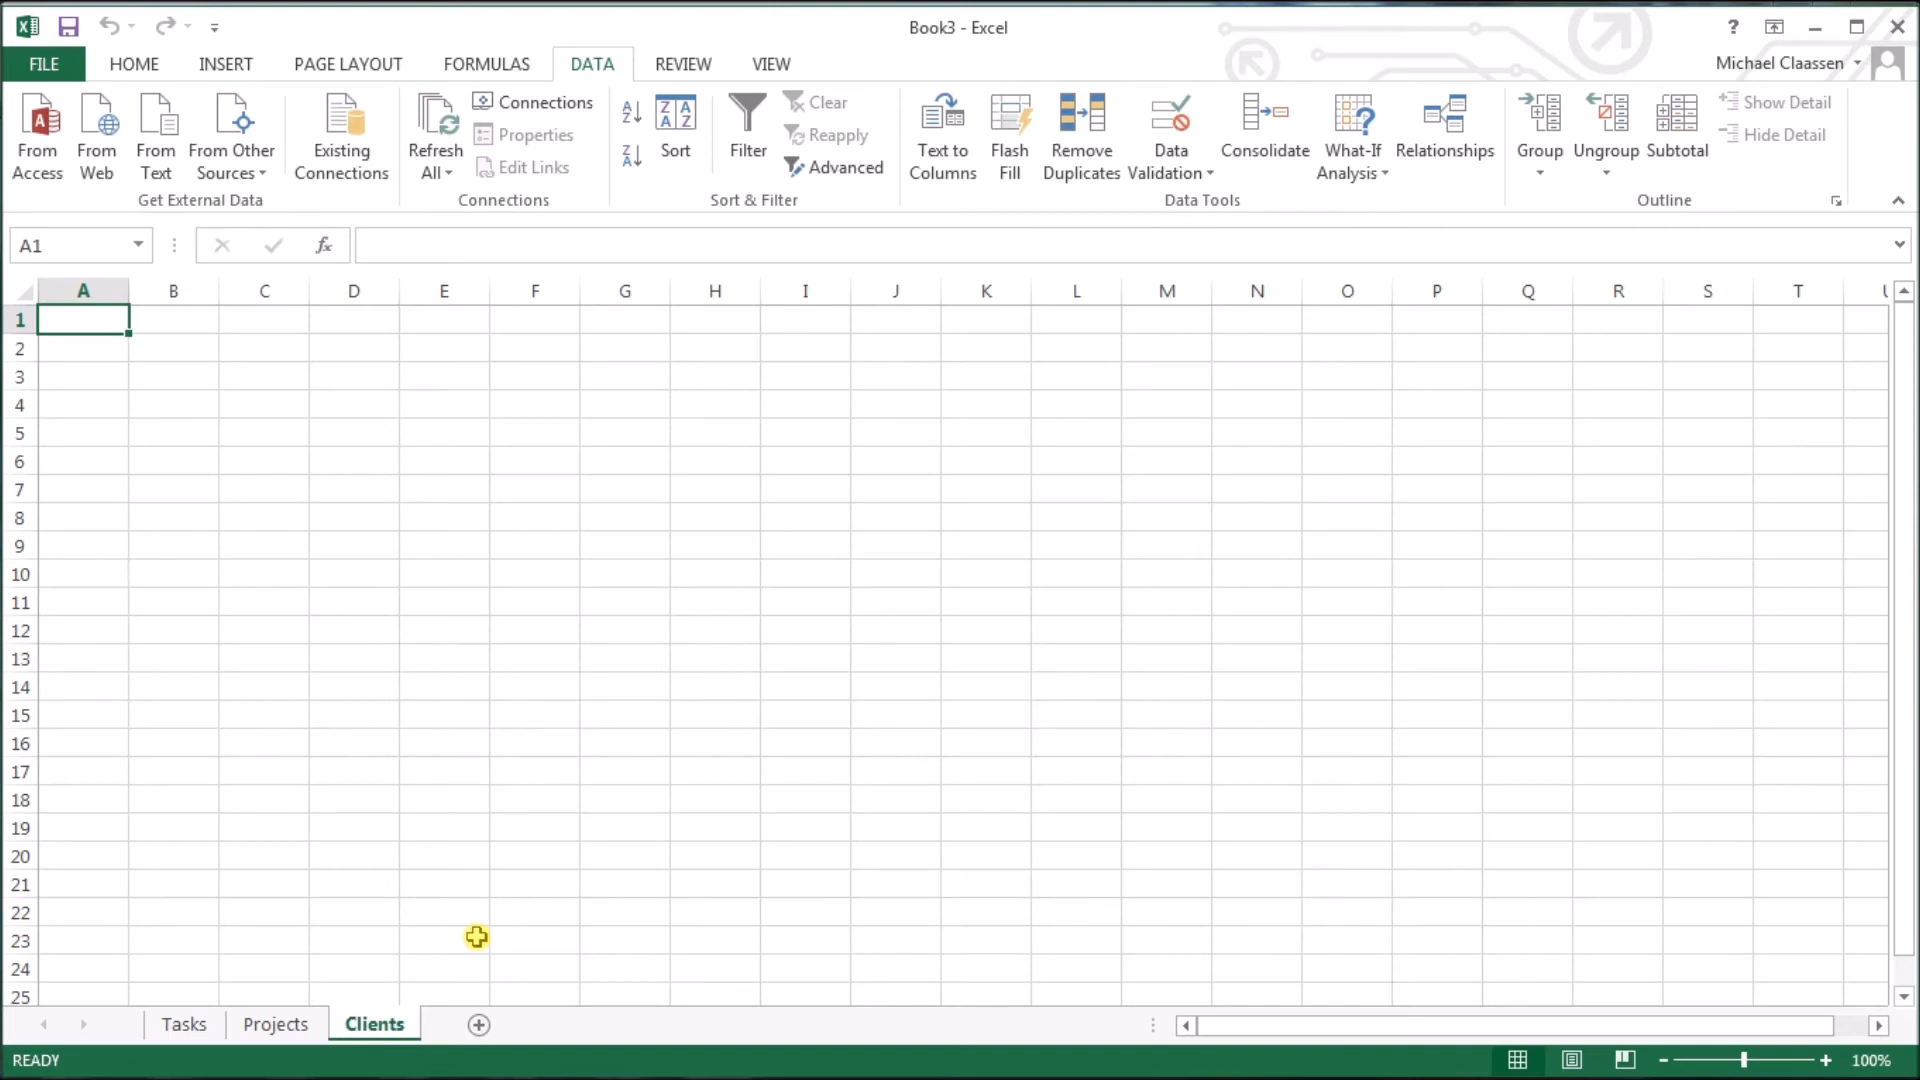 Book3 - Excel
?
FILE HOME INSERT PAGE LAYOUT FORMULAS DATA REVIEW VIEW
Michael Claassen
From Access
From Web
From Text
From Other Sources
Existing Connections
Get External Data
Refresh All
Connections
Properties
Edit Links
Connections
Sort
Filter
Clear
Reapply
Advanced
Sort & Filter
Text to Columns
Flash Fill
Remove Duplicates
Data Validation
Consolidate
What-If Analysis
Relationships
Data Tools
Group
Ungroup
Subtotal
Show Detail
Hide Detail
Outline
A1
fx
A B C D E F G H I J K L M N O P Q R S T
1
2
3
4
5
6
7
8
9
10
11
12
13
14
15
16
17
18
19
20
21
22
23
24
25
Tasks Projects Clients
READY
100%